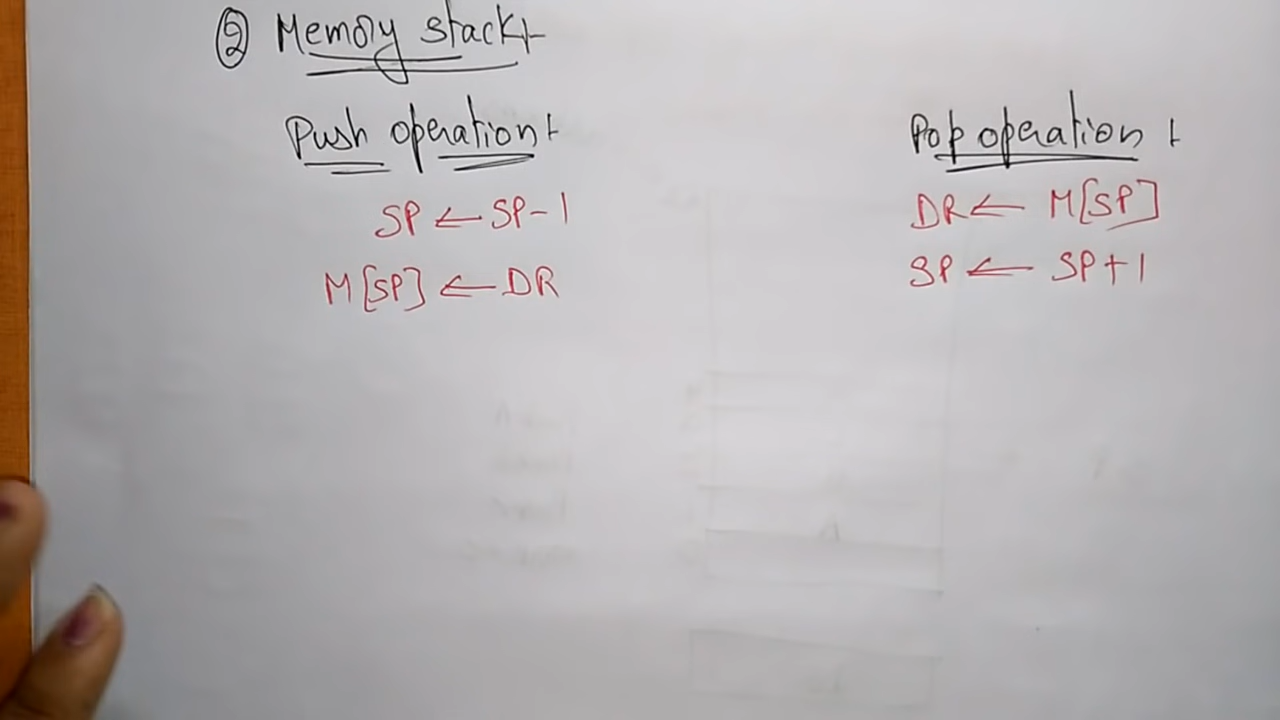 ② Memory stack:-
Push operation:
SP ← SP-1
M[SP] ← DR
Pop operation :
DR ← M[SP]
SP ← SP+1